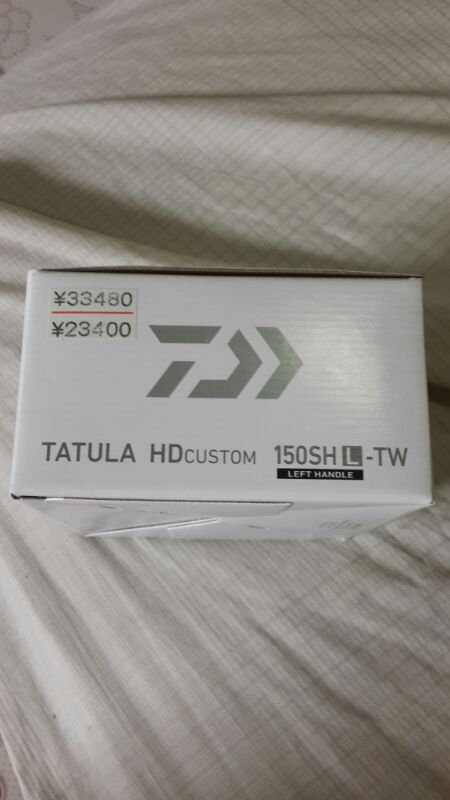 ¥33480
¥23400
TATULA HDCUSTOM 150SH L-TW
LEFT HANDLE